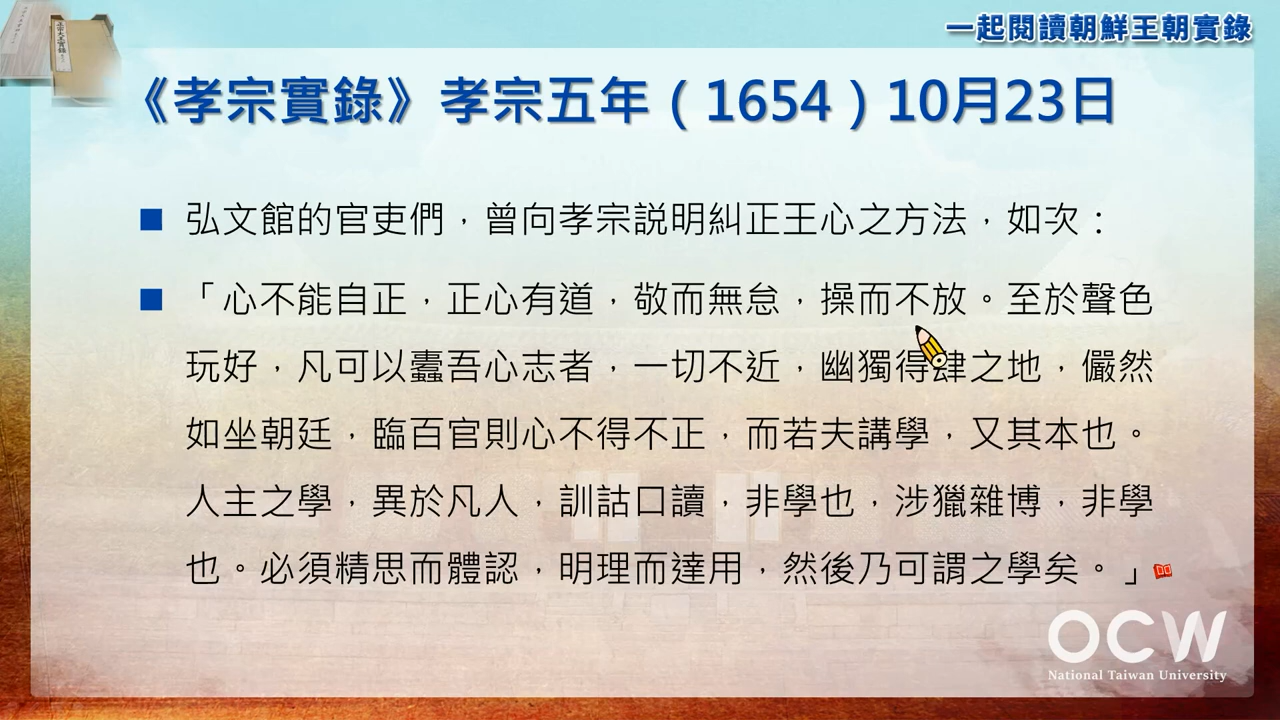 一起閱讀朝鮮王朝實錄
《孝宗實錄》孝宗五年（1654）10月23日
弘文館的官吏們，曾向孝宗説明糾正王心之方法，如次：
「心不能自正，正心有道，敬而無怠，操而不放。至於聲色
玩好，凡可以蠹吾心志者，一切不近，幽獨得肆之地，儼然
如坐朝廷，臨百官則心不得不正，而若夫講學，又其本也。
人主之學，異於凡人，訓詁口讀，非學也，涉獵雜博，非學
也。必須精思而體認，明理而達用，然後乃可謂之學矣。」
OCW
National Taiwan University